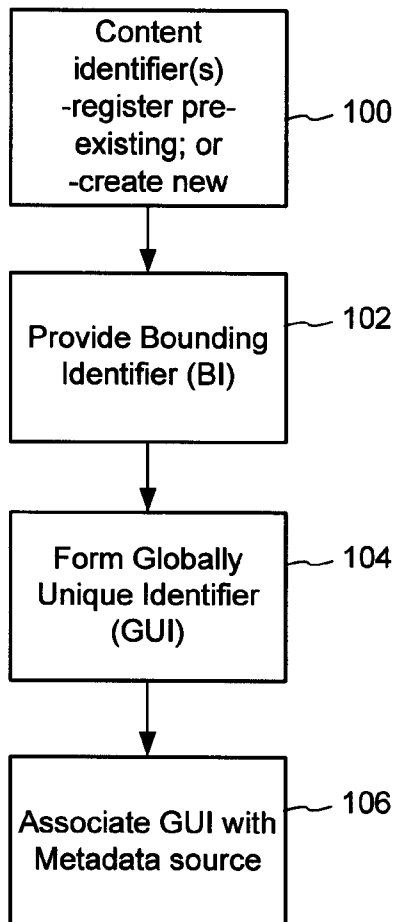 Content
identifier(s)
-register pre-
existing; or
-create new
100
Provide Bounding
Identifier (BI)
102
Form Globally
Unique Identifier
(GUI)
104
Associate GUI with
Metadata source
106